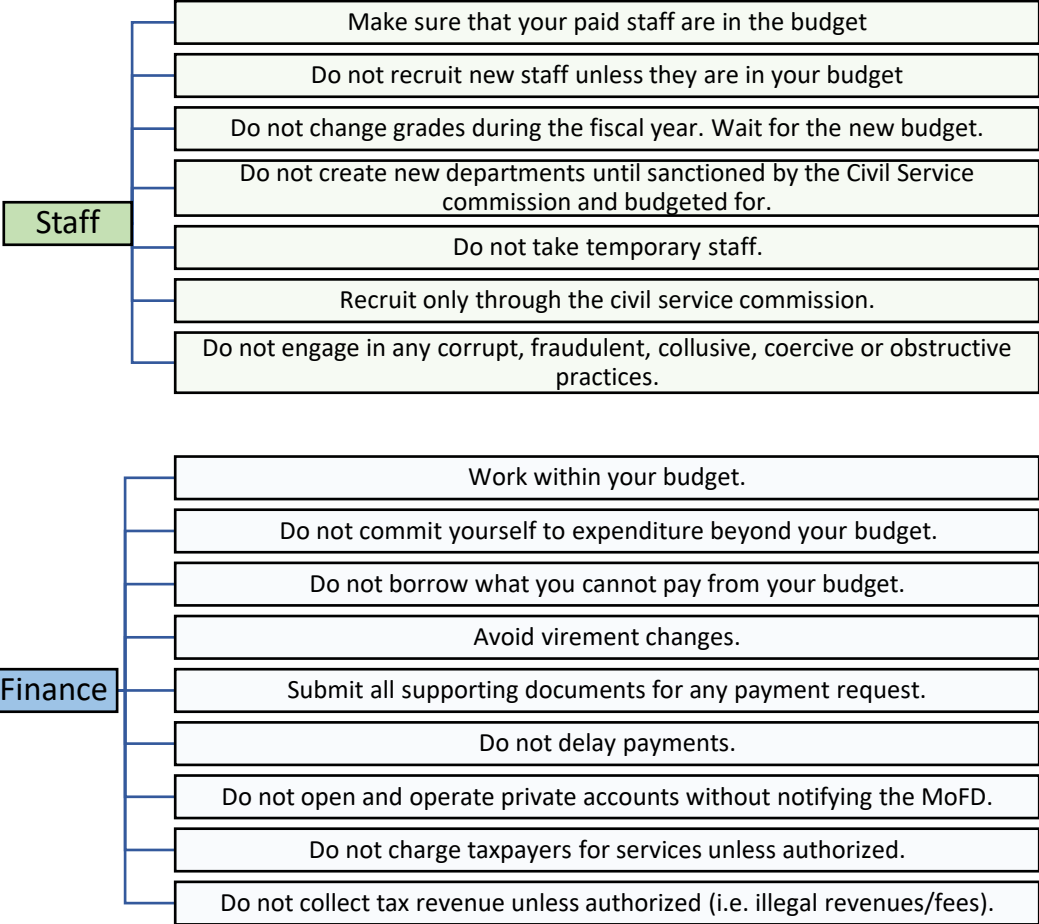 Staff
Make sure that your paid staff are in the budget
Do not recruit new staff unless they are in your budget
Do not change grades during the fiscal year. Wait for the new budget.
Do not create new departments until sanctioned by the Civil Service
commission and budgeted for.
Do not take temporary staff.
Recruit only through the civil service commission.
Do not engage in any corrupt, fraudulent, collusive, coercive or obstructive
practices.
Finance
Work within your budget.
Do not commit yourself to expenditure beyond your budget.
Do not borrow what you cannot pay from your budget.
Avoid virement changes.
Submit all supporting documents for any payment request.
Do not delay payments.
Do not open and operate private accounts without notifying the MoFD.
Do not charge taxpayers for services unless authorized.
Do not collect tax revenue unless authorized (i.e. illegal revenues/fees).